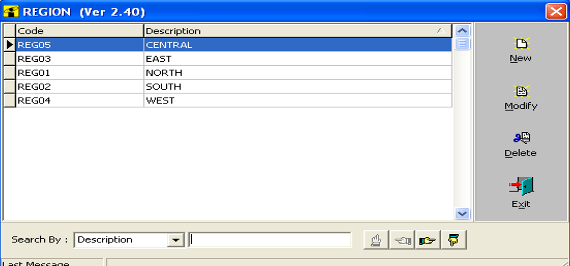 REGION (Ver 2.40)
Code Description
REG05 CENTRAL
REG03 EAST
REG01 NORTH
REG02 SOUTH
REG04 WEST
New
Modify
Delete
Exit
Search By : Description
Last Message